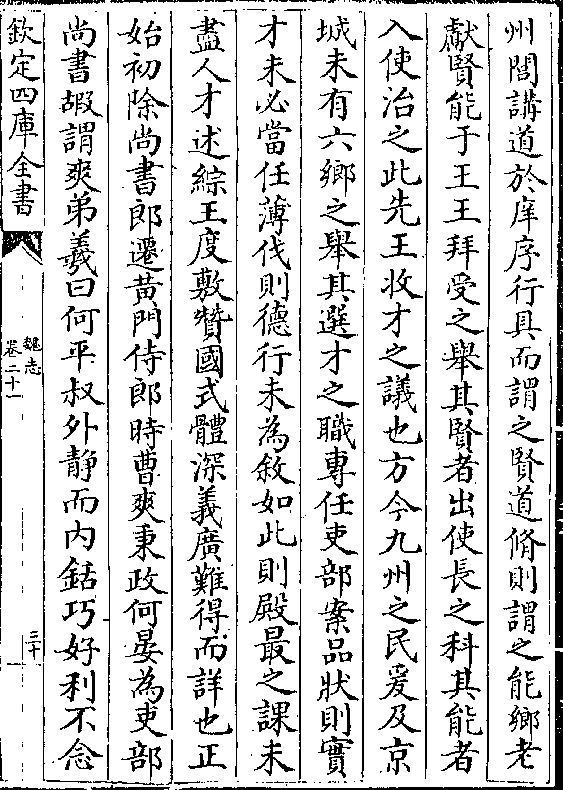 州閭講道於庠序行具而謂之賢道脩則謂之能鄉老
獻賢能于王王拜受之舉其賢者出使長之科其能者
入使治之此先王收才之議也方今九州之民爰及京
城未有六鄉之舉其選才之職專任吏部案品狀則實
才未必當任薄伐則德行未為敘如此則殿最之課未
盡人才述綜王度敷贊國式體深義廣難得而詳也正
始初除尚書郎遷黃門侍郎時曹爽秉政何晏為吏部
尚書嘏謂爽弟羲曰何平叔外靜而內銛巧好利不念
欽定四庫全書
魏志
卷二十一
三十